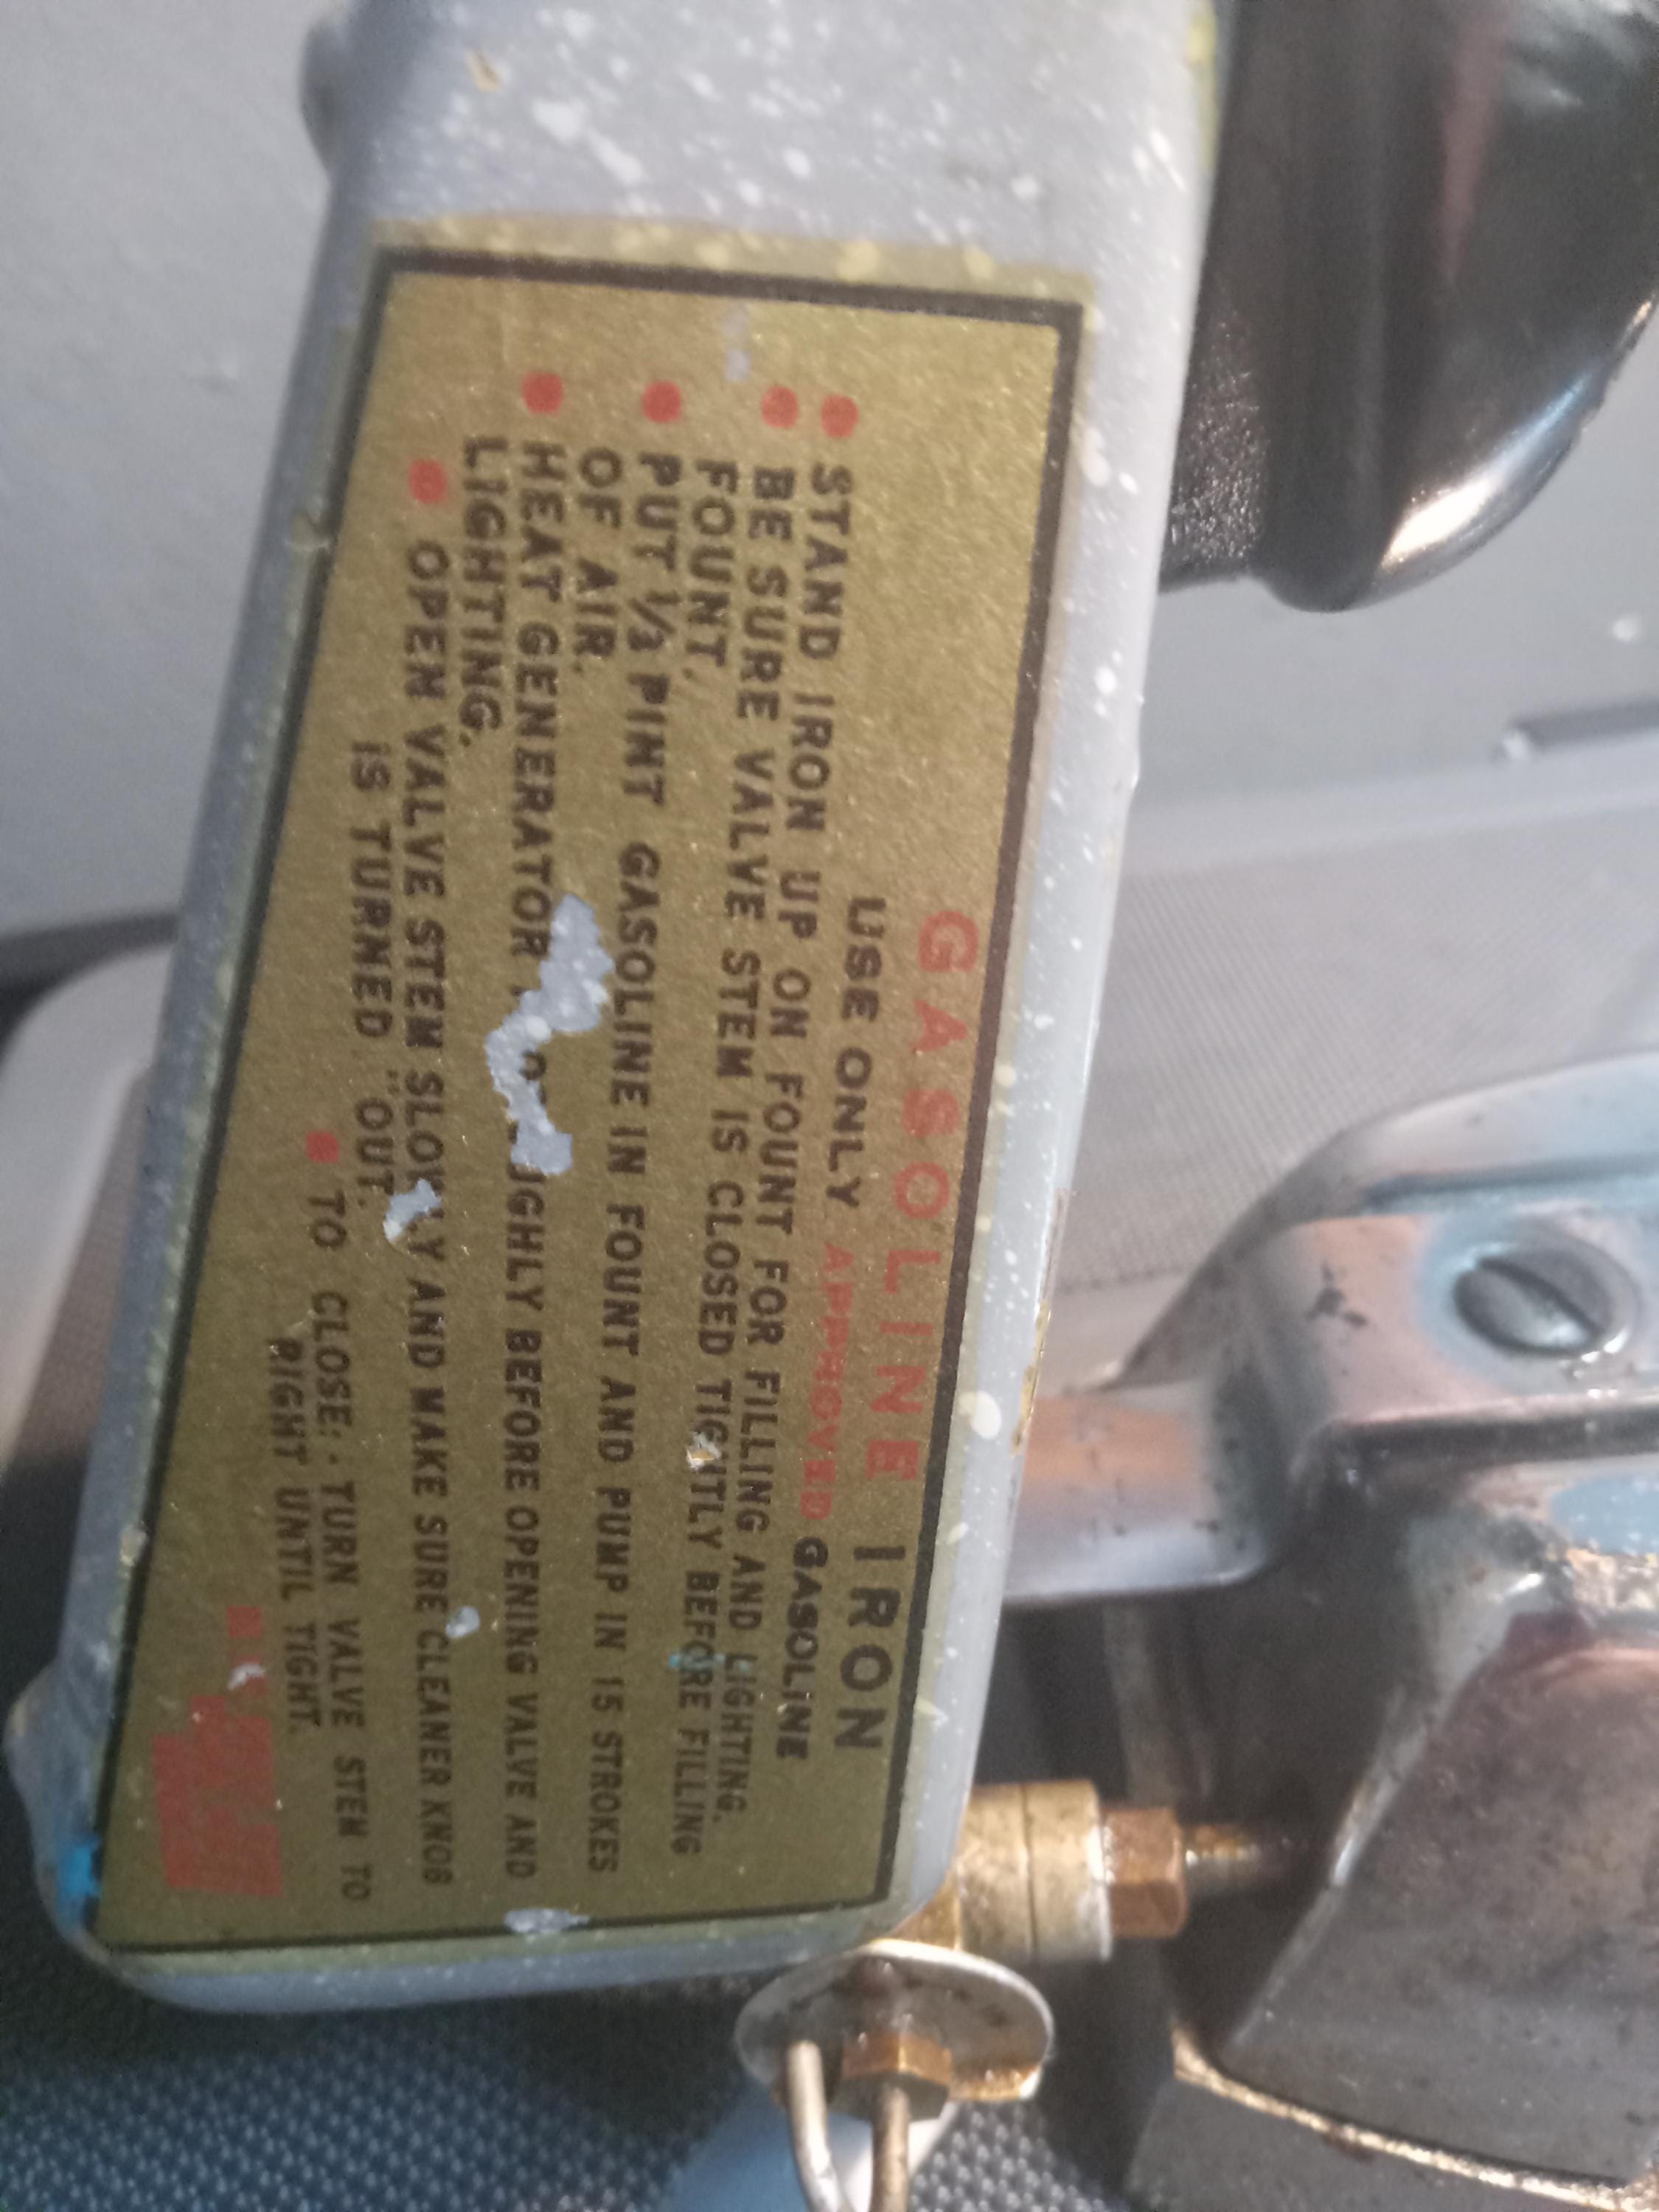 GASOLINE IRON
USE ONLY APPROVED GASOLINE
• STAND IRON UP ON FOUNT FOR FILLING AND LIGHTING.
• BE SURE VALVE STEM IS CLOSED TIGHTLY BEFORE FILLING
FOUNT.
• PUT 1/3 PINT GASOLINE IN FOUNT AND PUMP IN 15 STROKES
OF AIR.
• HEAT GENERATOR BEFORE OPENING VALVE AND
LIGHTING.
• OPEN VALVE STEM SLOWLY AND MAKE SURE CLEANER KNOB
IS TURNED "OUT."
• TO CLOSE:- TURN VALVE STEM TO
RIGHT UNTIL TIGHT.